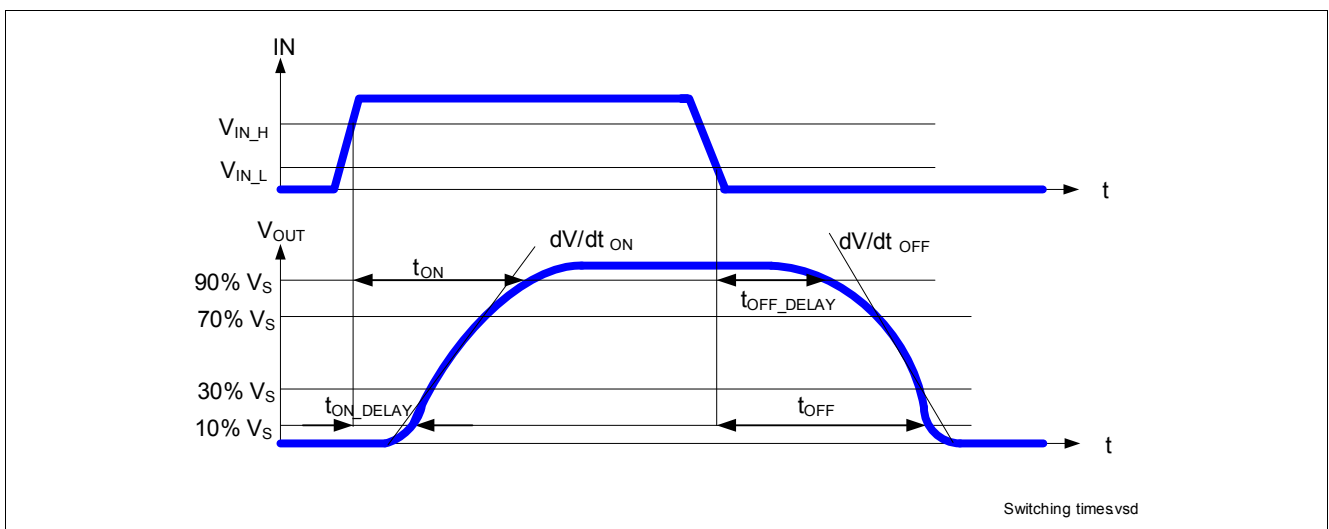 IN
V_IN_H
V_IN_L
t
V_OUT
dV/dt ON
dV/dt OFF
90% V_S
t_ON
t_OFF_DELAY
70% V_S
30% V_S
t_ON_DELAY
t_OFF
10% V_S
t
Switching times.vsd